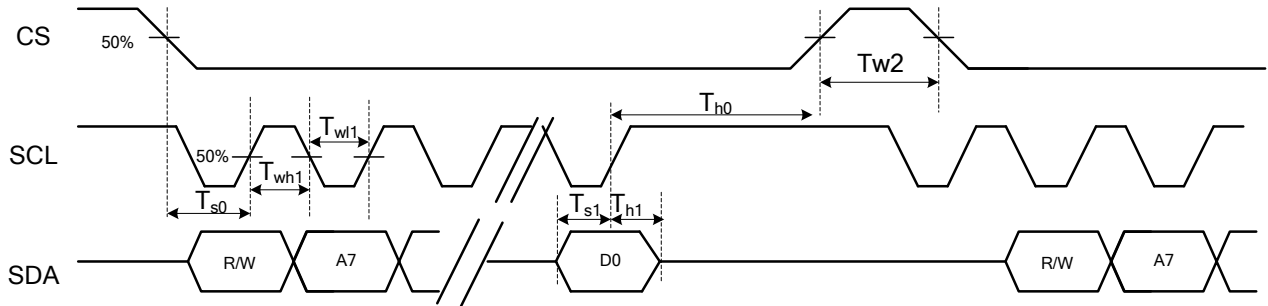 CS
50%
Tw2
Th0
SCL
50%
Twl1
Twh1
Ts0
Ts1
Th1
SDA
R/W
A7
D0
R/W
A7